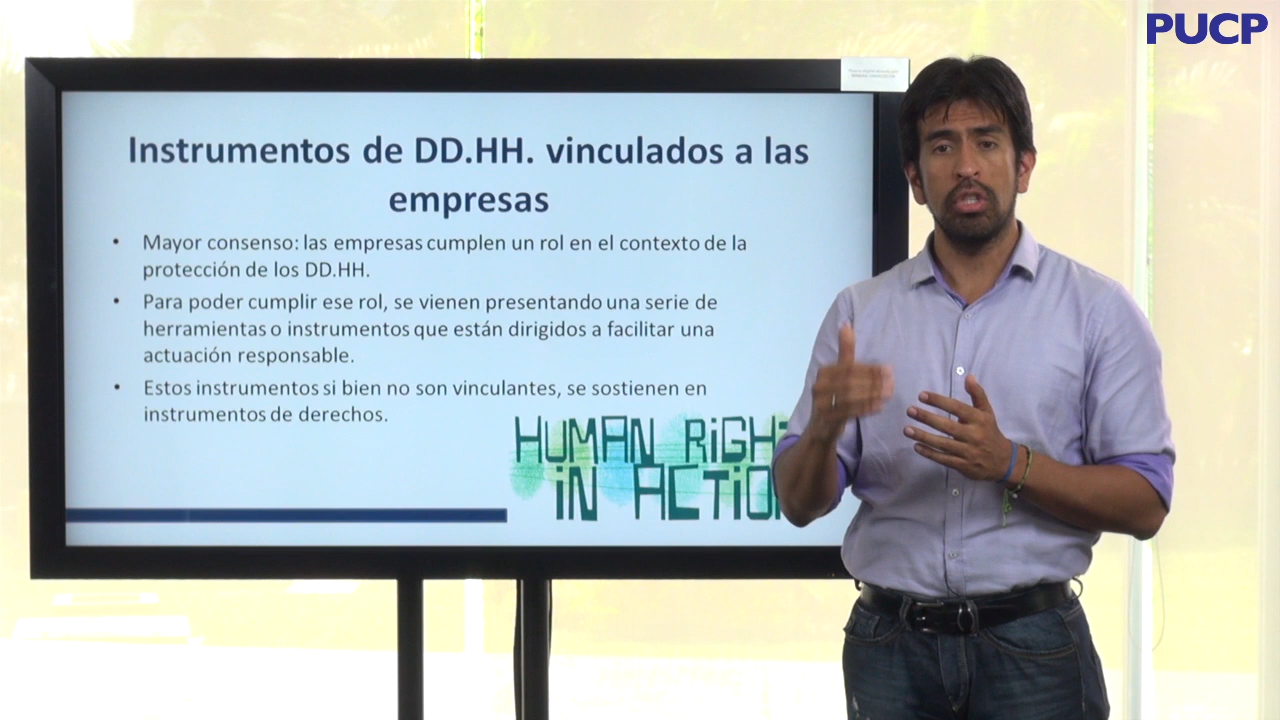 PUCP
Instrumentos de DD.HH. vinculados a las
empresas
• Mayor consenso: las empresas cumplen un rol en el contexto de la
protección de los DD.HH.
• Para poder cumplir ese rol, se vienen presentando una serie de
herramientas o instrumentos que están dirigidos a facilitar una
actuación responsable.
• Estos instrumentos si bien no son vinculantes, se sostienen en
instrumentos de derechos.
HUMAN RiGHT
iN ACTiON